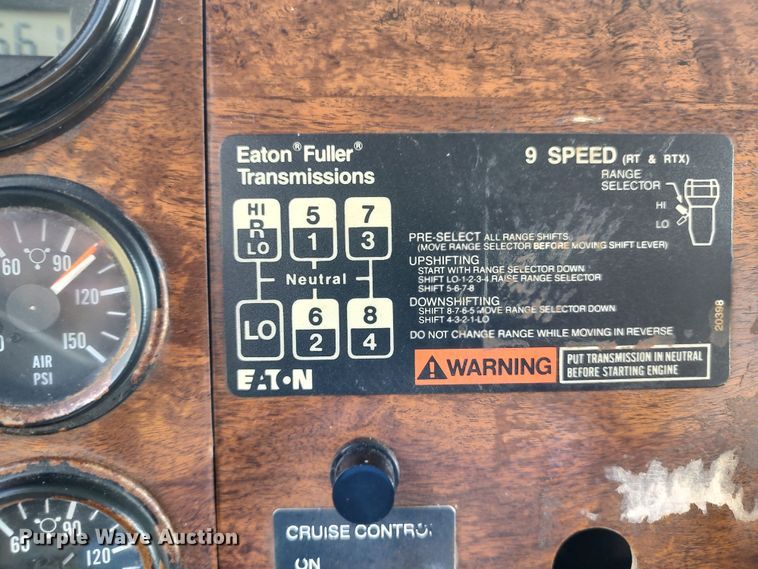 Eaton® Fuller®
Transmissions
9 SPEED (RT & RTX)
RANGE
SELECTOR
HI
LO
HI
R
LO
5
1
7
3
Neutral
LO
6
2
8
4
EATON
PRE-SELECT ALL RANGE SHIFTS
(MOVE RANGE SELECTOR BEFORE MOVING SHIFT LEVER)
UPSHIFTING
START WITH RANGE SELECTOR DOWN
SHIFT LO-1-2-3-4 RAISE RANGE SELECTOR
SHIFT 5-6-7-8
DOWNSHIFTING
SHIFT 8-7-6-5 MOVE RANGE SELECTOR DOWN
SHIFT 4-3-2-1-LO
DO NOT CHANGE RANGE WHILE MOVING IN REVERSE
20398
WARNING
PUT TRANSMISSION IN NEUTRAL
BEFORE STARTING ENGINE
60
90
120
150
AIR
PSI
60
90
120
CRUISE CONTROL
ON
Purple Wave Auction